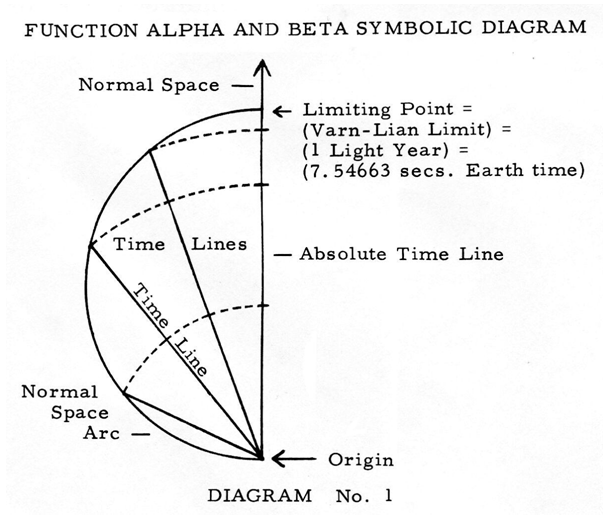 FUNCTION ALPHA AND BETA SYMBOLIC DIAGRAM
Normal Space —
Limiting Point =
(Varn-Lian Limit) =
(1 Light Year) =
(7.54663 secs. Earth time)
Time Lines
— Absolute Time Line
Time Line
Normal
Space
Arc —
Origin
DIAGRAM No. 1